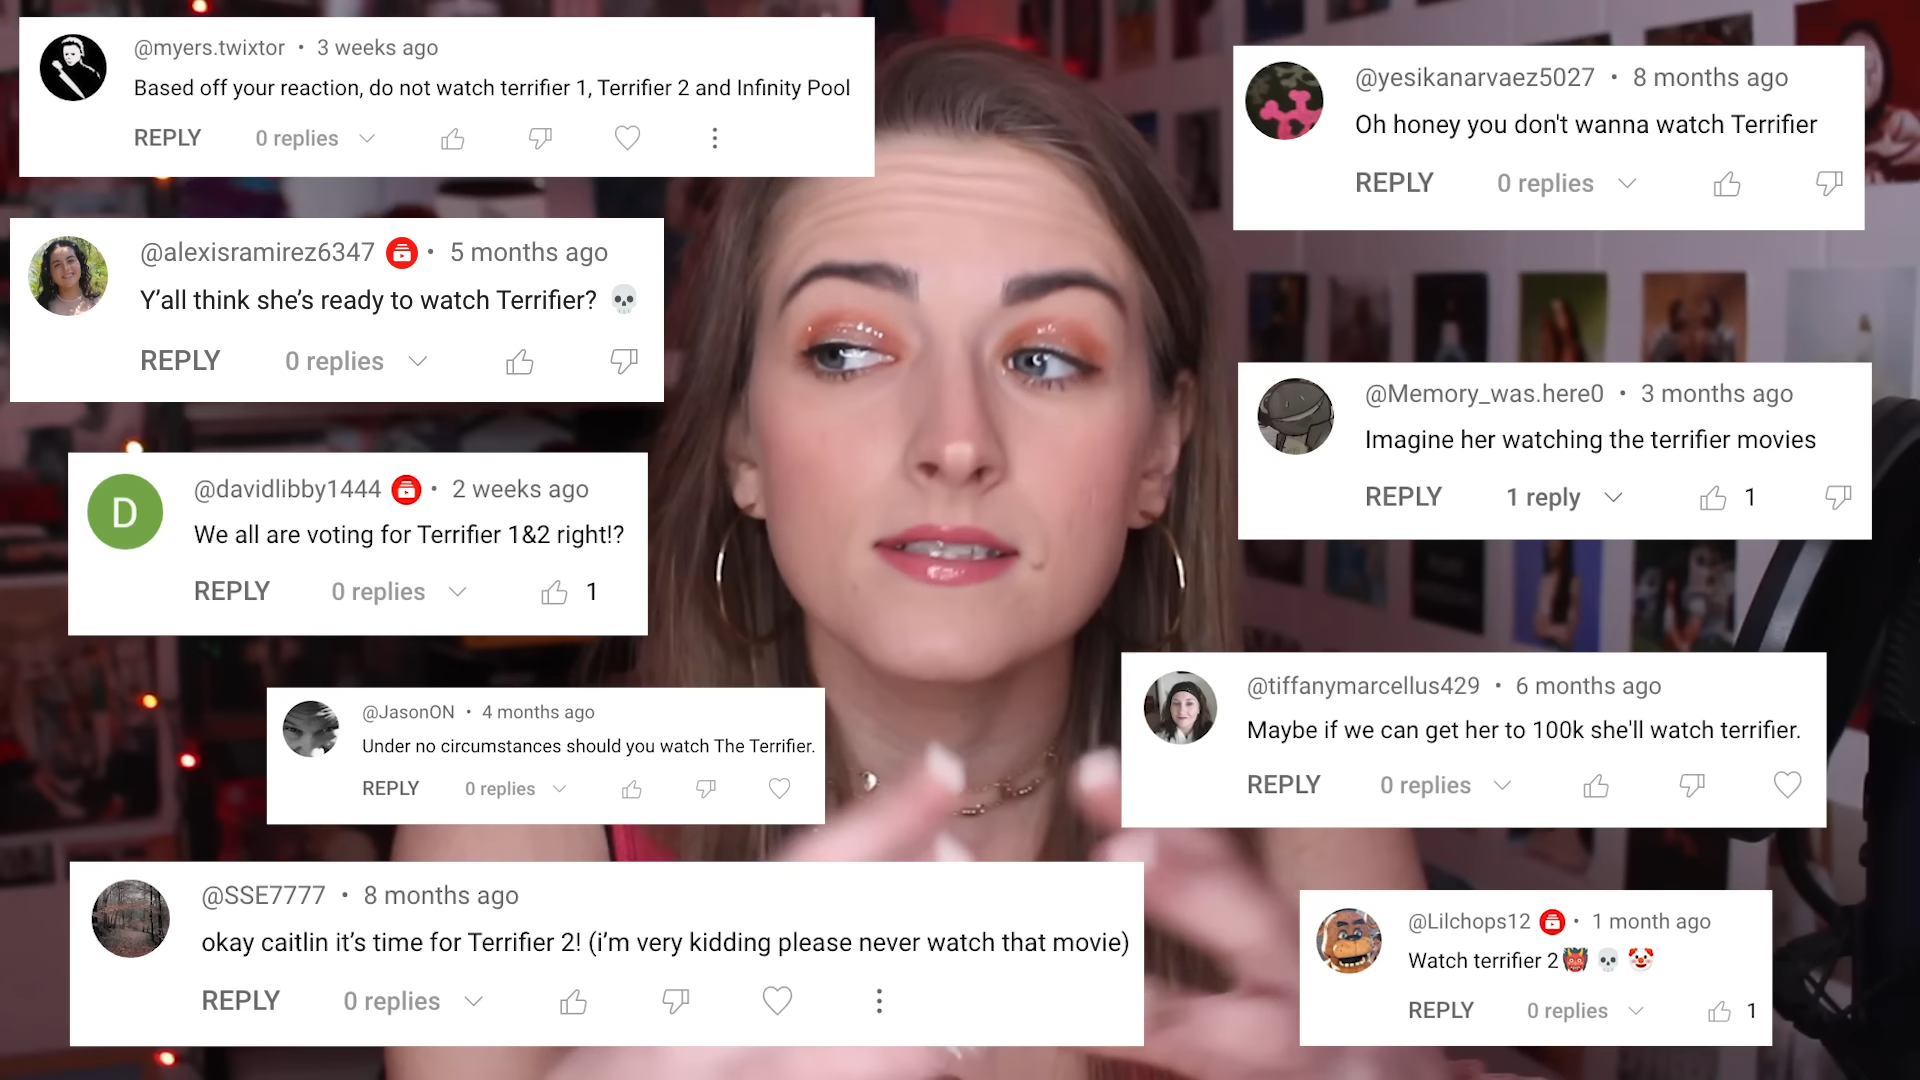 @myers.twixtor • 3 weeks ago
Based off your reaction, do not watch terrifier 1, Terrifier 2 and Infinity Pool
REPLY 0 replies
@alexisramirez6347 • 5 months ago
Y’all think she’s ready to watch Terrifier? 💀
REPLY 0 replies
D
@davidlibby1444 • 2 weeks ago
We all are voting for Terrifier 1&2 right!?
REPLY 0 replies 1
@JasonON • 4 months ago
Under no circumstances should you watch The Terrifier.
REPLY 0 replies
@SSE7777 • 8 months ago
okay caitlin it’s time for Terrifier 2! (i’m very kidding please never watch that movie)
REPLY 0 replies
@yesikanarvaez5027 • 8 months ago
Oh honey you don't wanna watch Terrifier
REPLY 0 replies
@Memory_was.here0 • 3 months ago
Imagine her watching the terrifier movies
REPLY 1 reply 1
@tiffanymarcellus429 • 6 months ago
Maybe if we can get her to 100k she'll watch terrifier.
REPLY 0 replies
@Lilchops12 • 1 month ago
Watch terrifier 2👹 💀 🤡
REPLY 0 replies 1